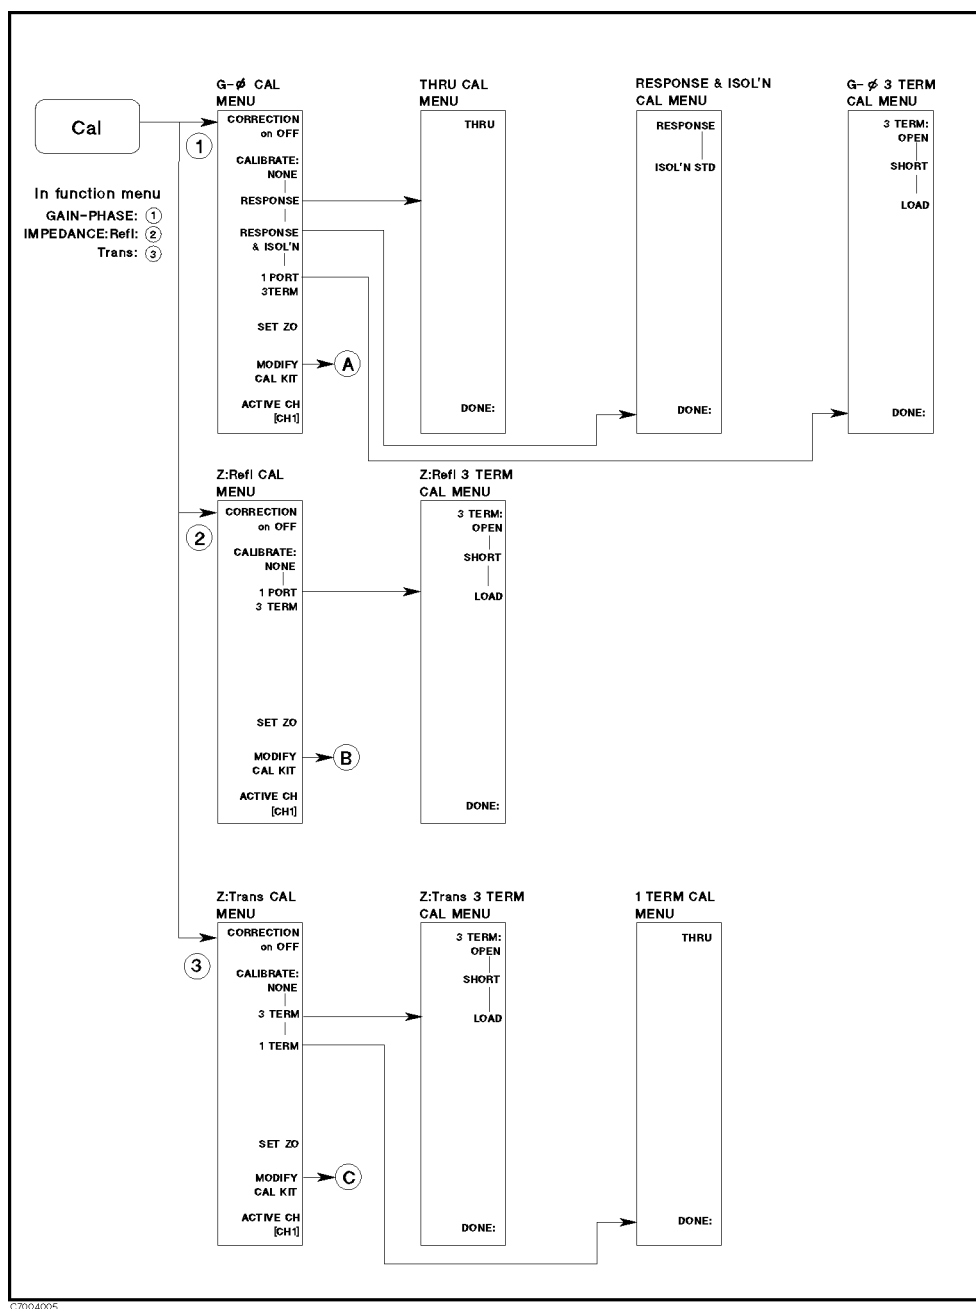 Cal
In function menu
GAIN-PHASE: 1
IMPEDANCE:Refl: 2
Trans: 3
G-ø CAL
MENU
CORRECTION
on OFF
1
CALIBRATE:
NONE
RESPONSE
RESPONSE
& ISOL'N
1 PORT
3TERM
SET ZO
MODIFY
CAL KIT
A
ACTIVE CH
[CH1]
THRU CAL
MENU
THRU
DONE:
RESPONSE & ISOL'N
CAL MENU
RESPONSE
ISOL'N STD
DONE:
G-ø 3 TERM
CAL MENU
3 TERM:
OPEN
SHORT
LOAD
DONE:
Z:Refl CAL
MENU
CORRECTION
on OFF
2
CALIBRATE:
NONE
1 PORT
3 TERM
SET ZO
MODIFY
CAL KIT
B
ACTIVE CH
[CH1]
Z:Refl 3 TERM
CAL MENU
3 TERM:
OPEN
SHORT
LOAD
DONE:
Z:Trans CAL
MENU
CORRECTION
on OFF
3
CALIBRATE:
NONE
3 TERM
1 TERM
SET ZO
MODIFY
CAL KIT
C
ACTIVE CH
[CH1]
Z:Trans 3 TERM
CAL MENU
3 TERM:
OPEN
SHORT
LOAD
DONE:
1 TERM CAL
MENU
THRU
DONE:
C7004005